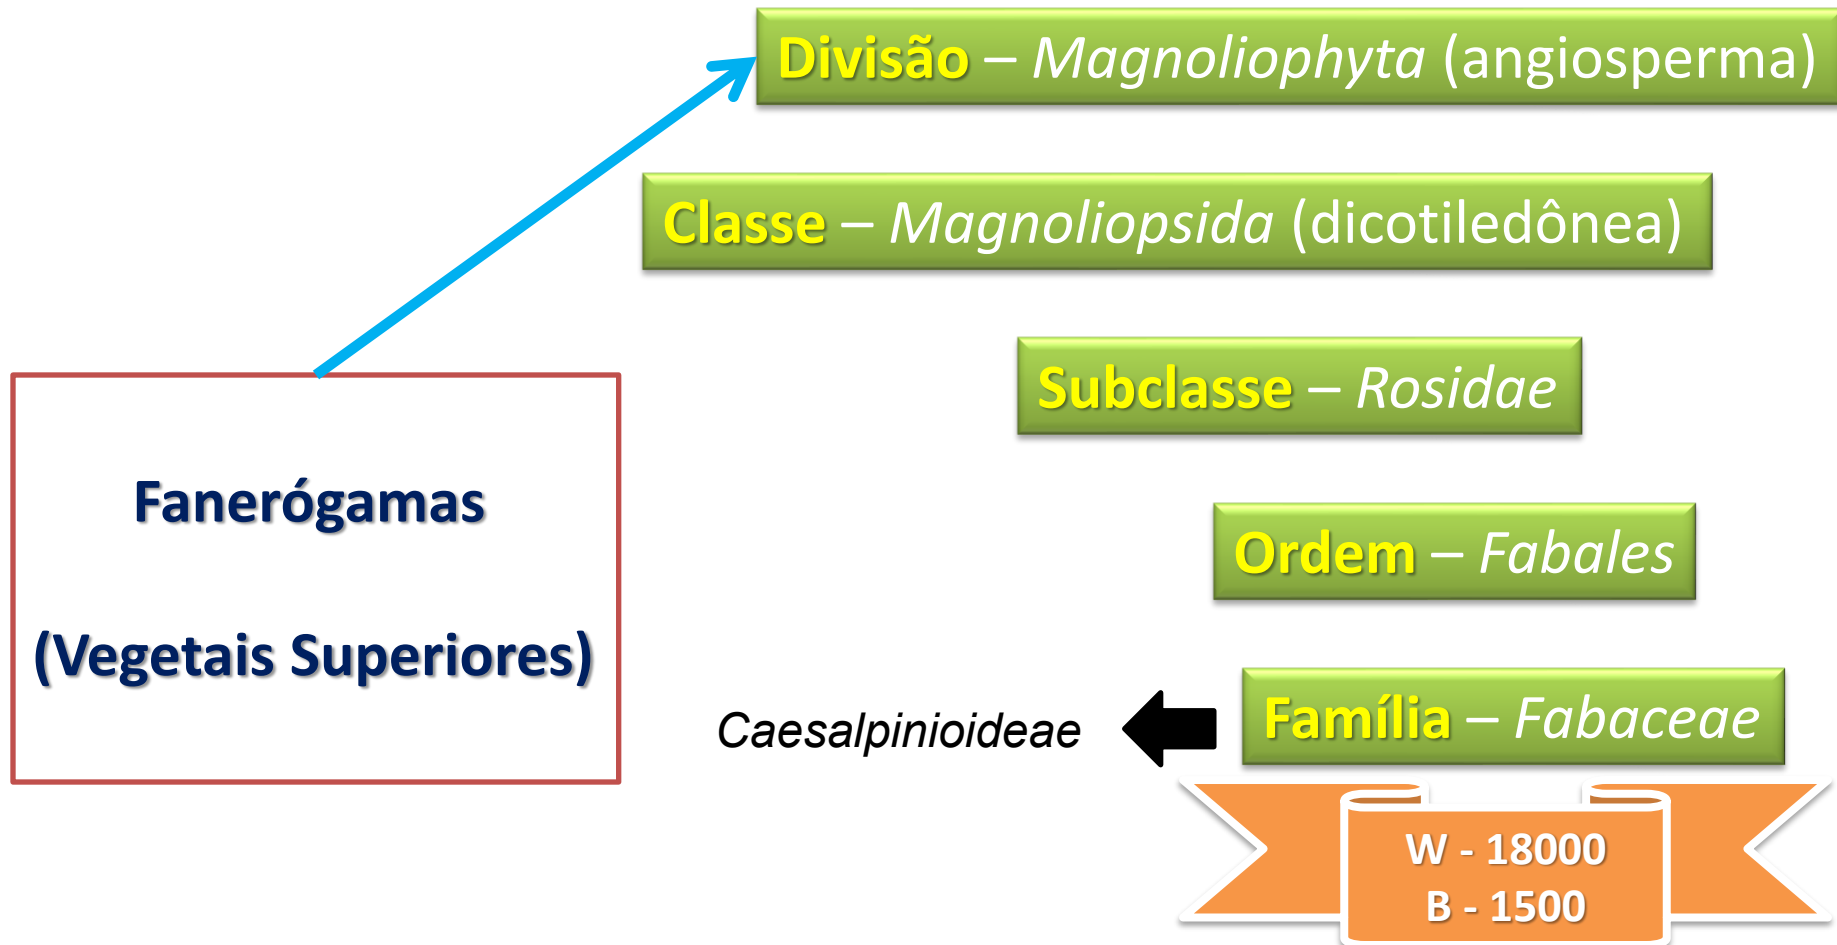 Divisão – Magnoliophyta (angiosperma)
Classe – Magnoliopsida (dicotiledônea)
Subclasse – Rosidae
Fanerógamas
(Vegetais Superiores)
Ordem – Fabales
Família – Fabaceae
Caesalpinioideae
W - 18000
B - 1500